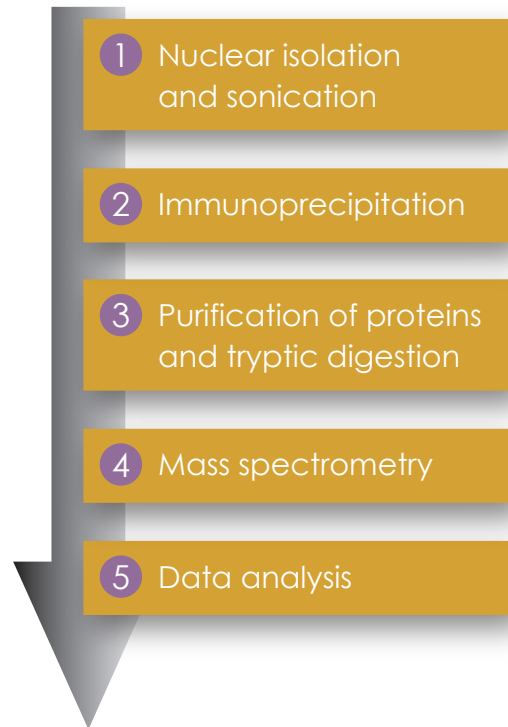 1 Nuclear isolation
and sonication
2 Immunoprecipitation
3 Purification of proteins
and tryptic digestion
4 Mass spectrometry
5 Data analysis